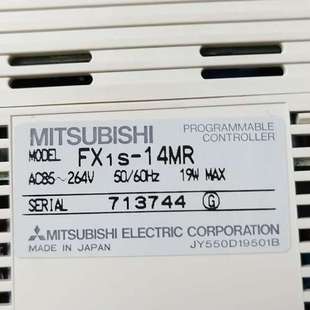 MITSUBISHI PROGRAMMABLE CONTROLLER
MODEL FX1S-14MR
AC85~264V 50/60Hz 19W MAX
SERIAL 713744 G
MITSUBISHI ELECTRIC CORPORATION
MADE IN JAPAN JY550D19501B